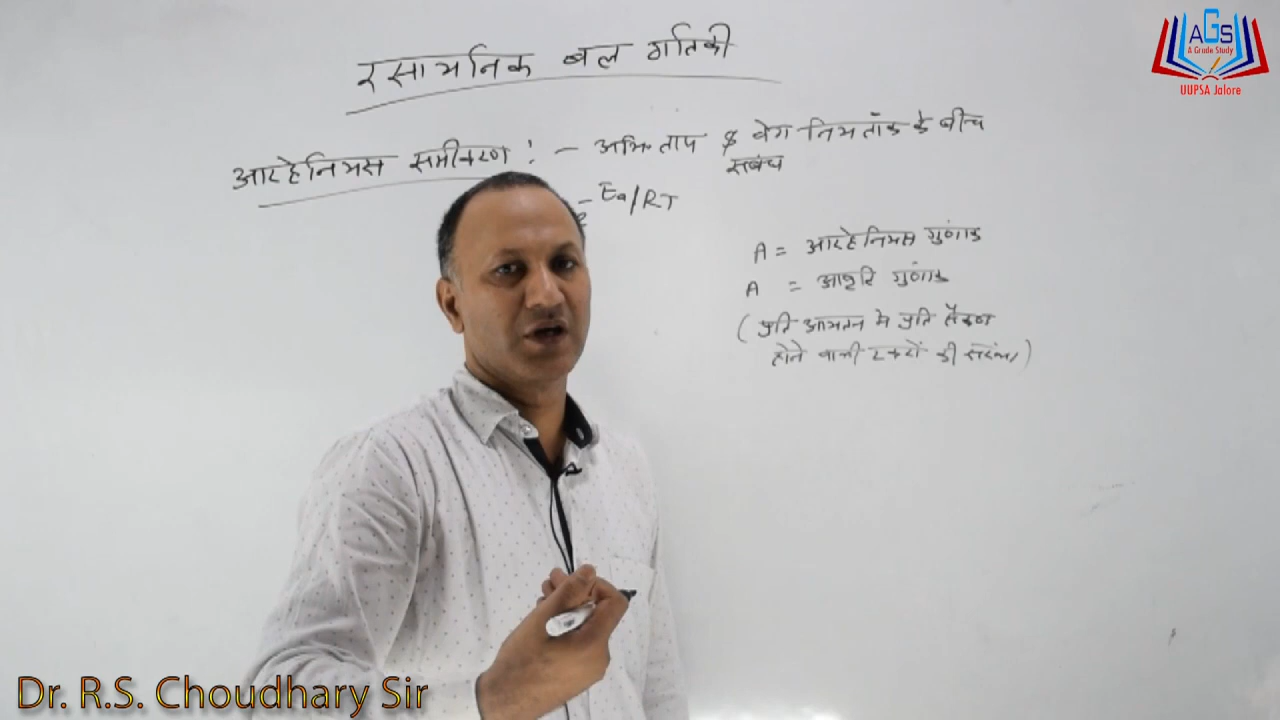 रसायनिक बल गतिकी
AGS
A Grade Study
UUPSA Jalore
आरहेनियस समीकरण : - अभि ताप & वेग नियतांक के बीच
संबंध
e -Ea/RT
A = आरहेनियस गुणांक
A = आवृति गुणांक
( प्रति आयतन मे प्रति सैकण्ड
होने वाली टक्करों की संख्या )
Dr. R.S. Choudhary Sir